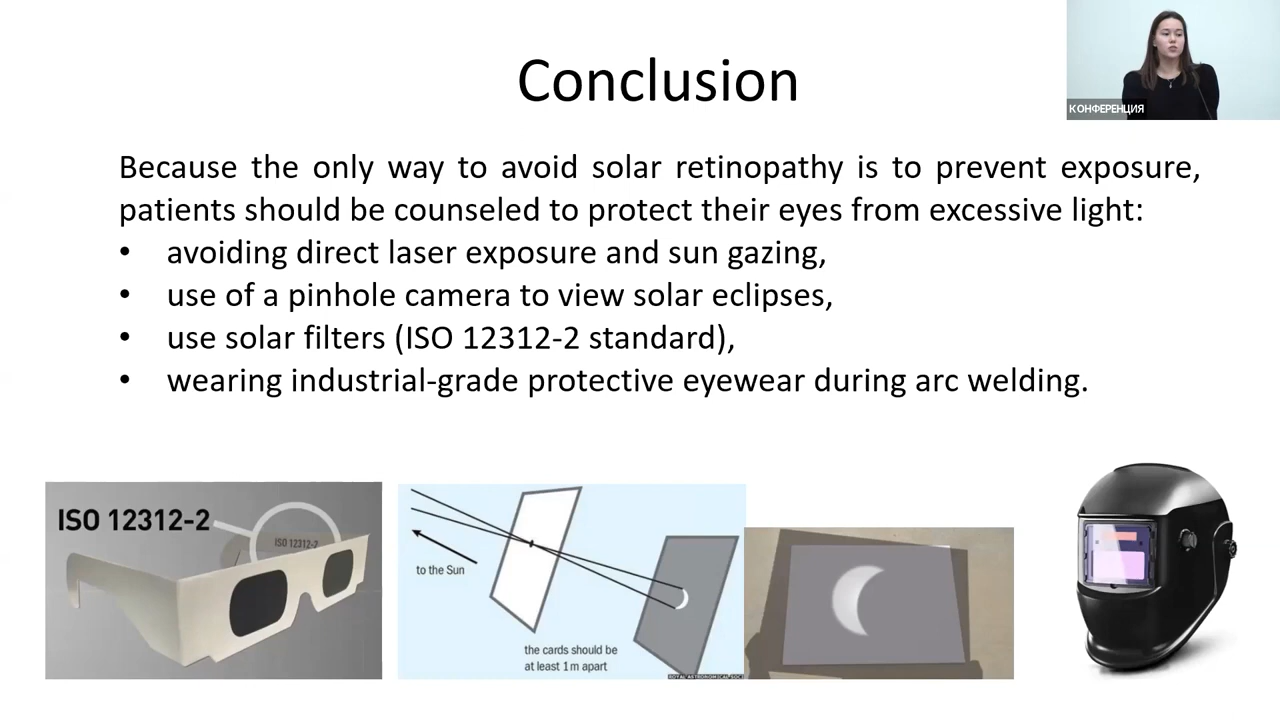 Conclusion
КОНФЕРЕНЦИЯ
Because the only way to avoid solar retinopathy is to prevent exposure,
patients should be counseled to protect their eyes from excessive light:
• avoiding direct laser exposure and sun gazing,
• use of a pinhole camera to view solar eclipses,
• use solar filters (ISO 12312-2 standard),
• wearing industrial-grade protective eyewear during arc welding.
ISO 12312-2
ISO 12312-2
to the Sun
the cards should be
at least 1 m apart
ROYAL ASTRONOMICAL SOCI